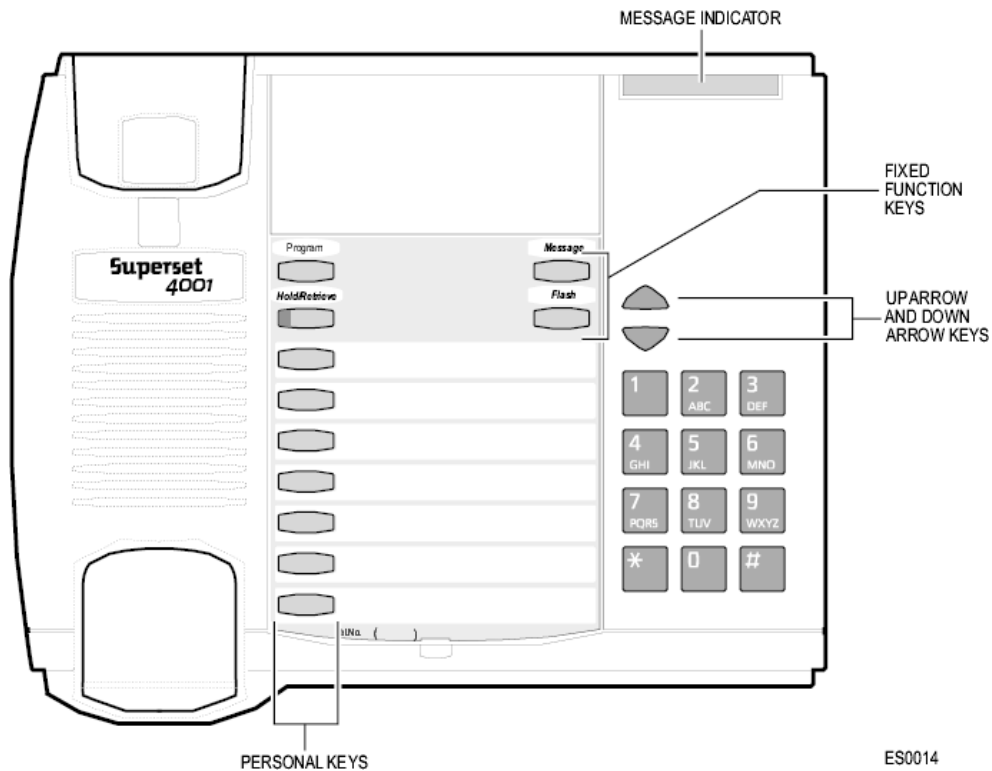 MESSAGE INDICATOR
FIXED
FUNCTION
KEYS
Program
Message
Superset
4001
Hold/Retrieve
Flash
UP ARROW
AND DOWN
ARROW KEYS
1
2
ABC
3
DEF
4
GHI
5
JKL
6
MNO
7
PQRS
8
TUV
9
WXYZ
*
0
#
( )
PERSONAL KEYS
ES0014